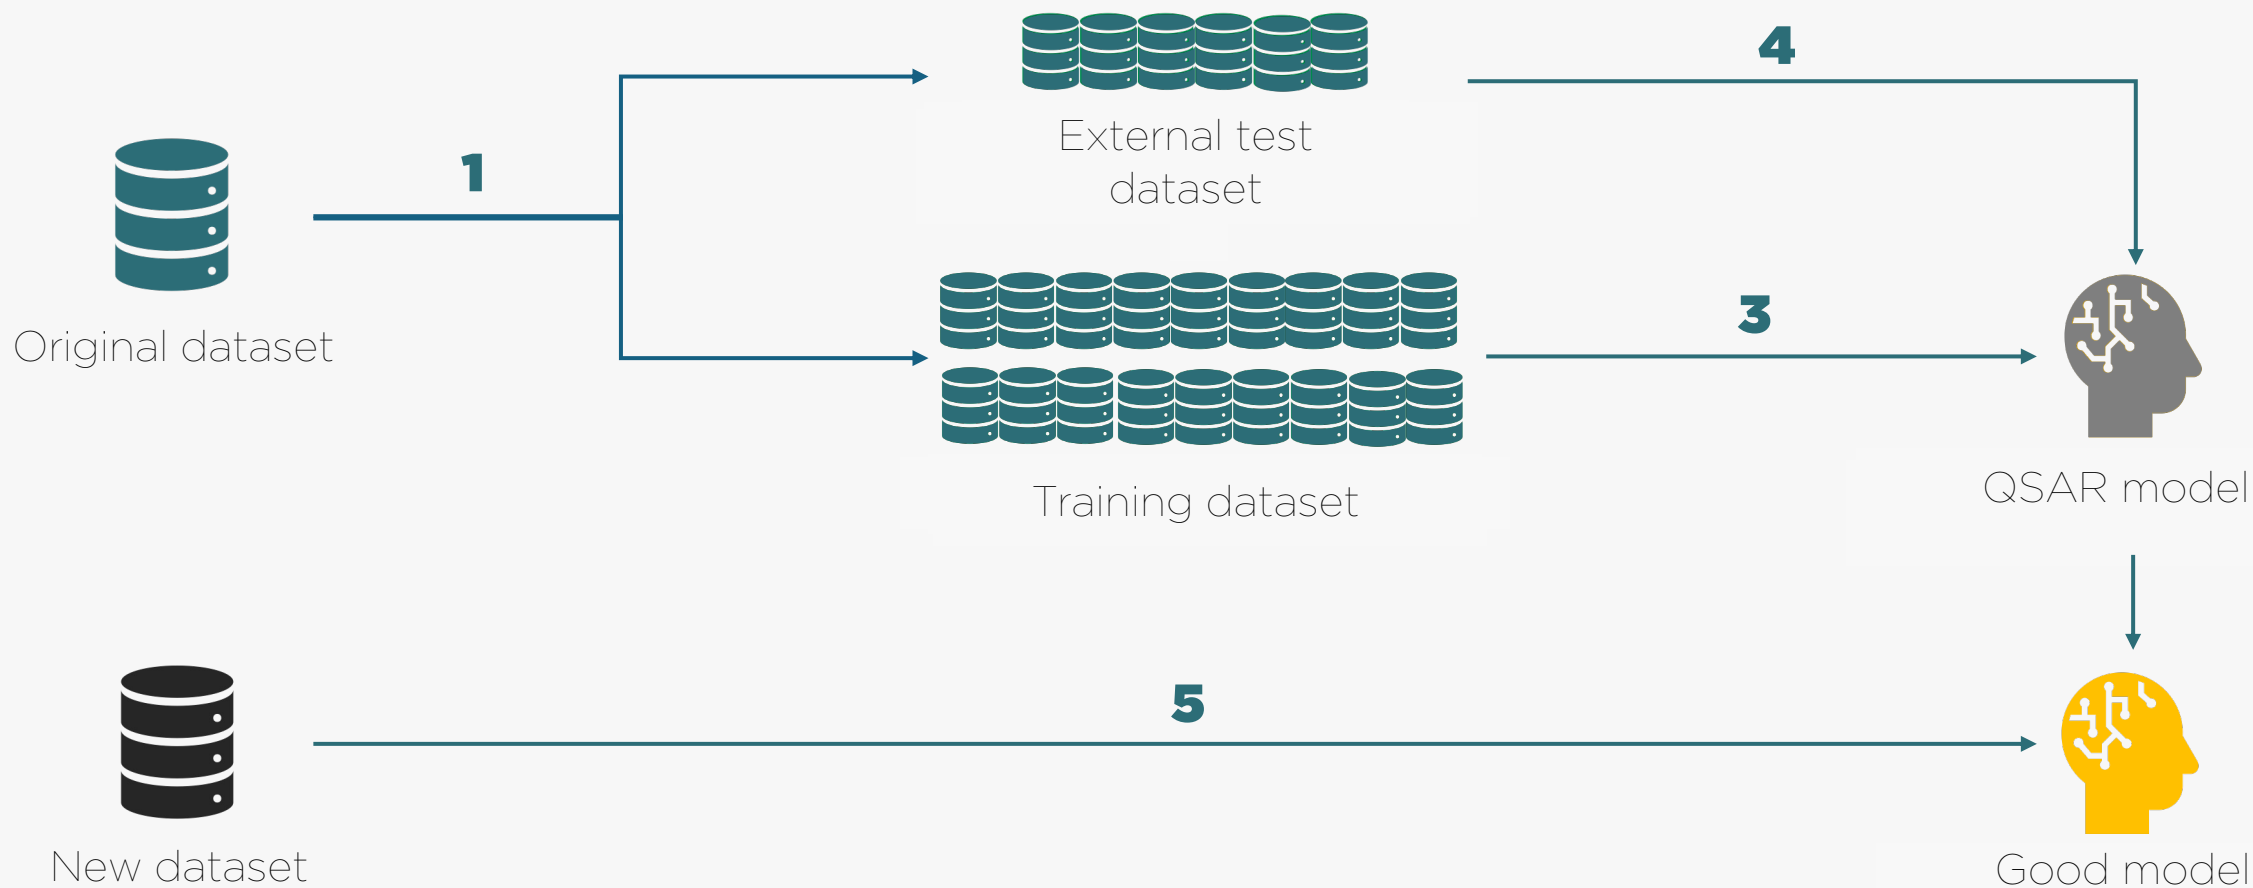 4
External test
dataset
1
Original dataset
3
Training dataset
QSAR model
5
New dataset
Good model